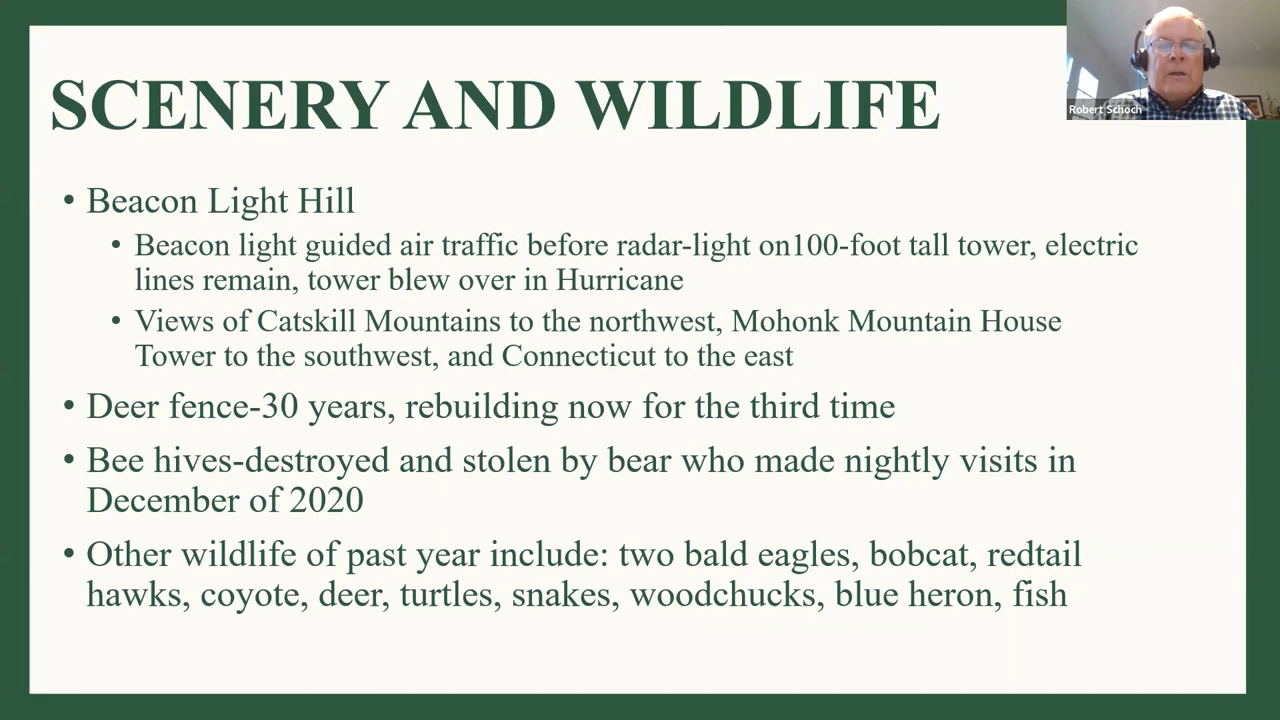 SCENERY AND WILDLIFE
Robert Schoch
• Beacon Light Hill
• Beacon light guided air traffic before radar-light on100-foot tall tower, electric
lines remain, tower blew over in Hurricane
• Views of Catskill Mountains to the northwest, Mohonk Mountain House
Tower to the southwest, and Connecticut to the east
• Deer fence-30 years, rebuilding now for the third time
• Bee hives-destroyed and stolen by bear who made nightly visits in
December of 2020
• Other wildlife of past year include: two bald eagles, bobcat, redtail
hawks, coyote, deer, turtles, snakes, woodchucks, blue heron, fish